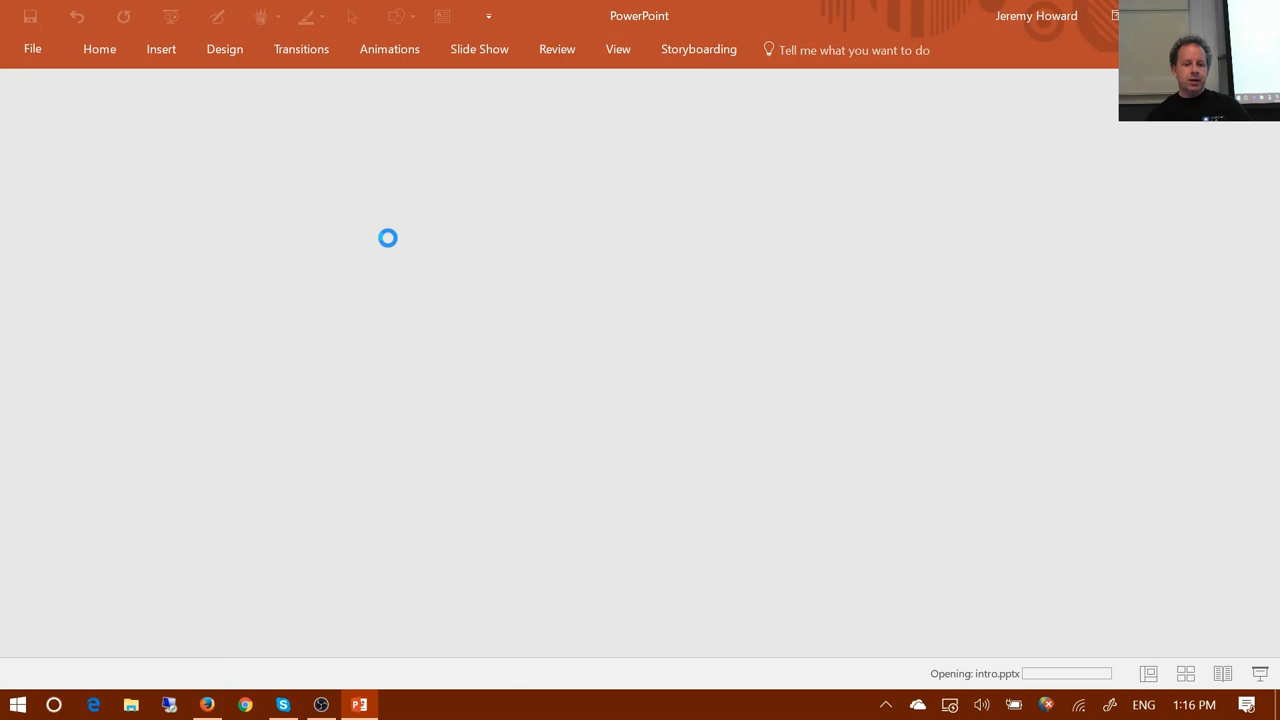 PowerPoint
Jeremy Howard
File
Home
Insert
Design
Transitions
Animations
Slide Show
Review
View
Storyboarding
Tell me what you want to do
Opening: intro.pptx
ENG
1:16 PM